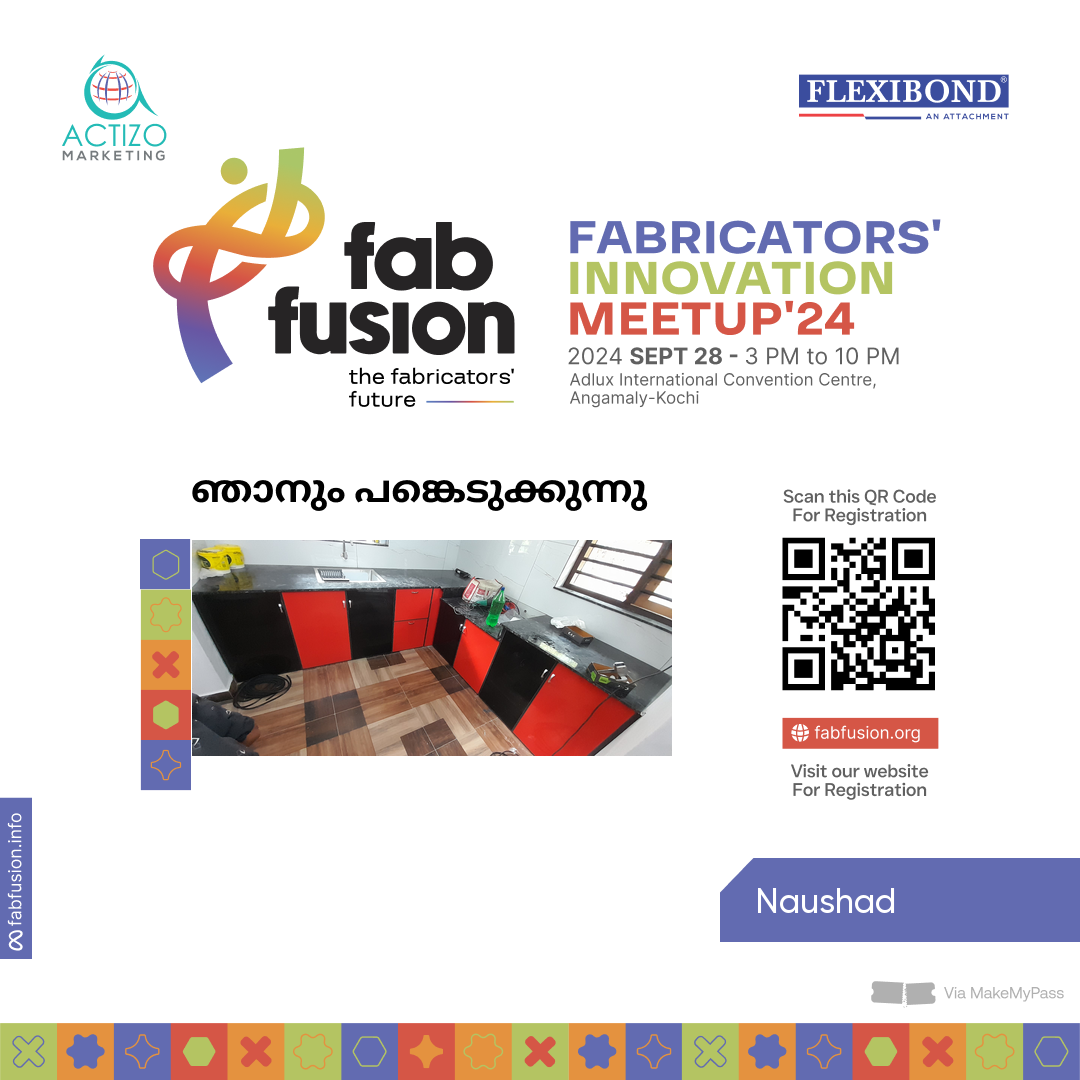 ACTIZO
MARKETING
FLEXIBOND®
AN ATTACHMENT
fab
fusion
the fabricators'
future
FABRICATORS'
INNOVATION
MEETUP'24
2024 SEPT 28 - 3 PM to 10 PM
Adlux International Convention Centre,
Angamaly-Kochi
ഞാനും പങ്കെടുക്കുന്നു
Scan this QR Code
For Registration
fabfusion.org
Visit our website
For Registration
fabfusion.info
Naushad
Via MakeMyPass